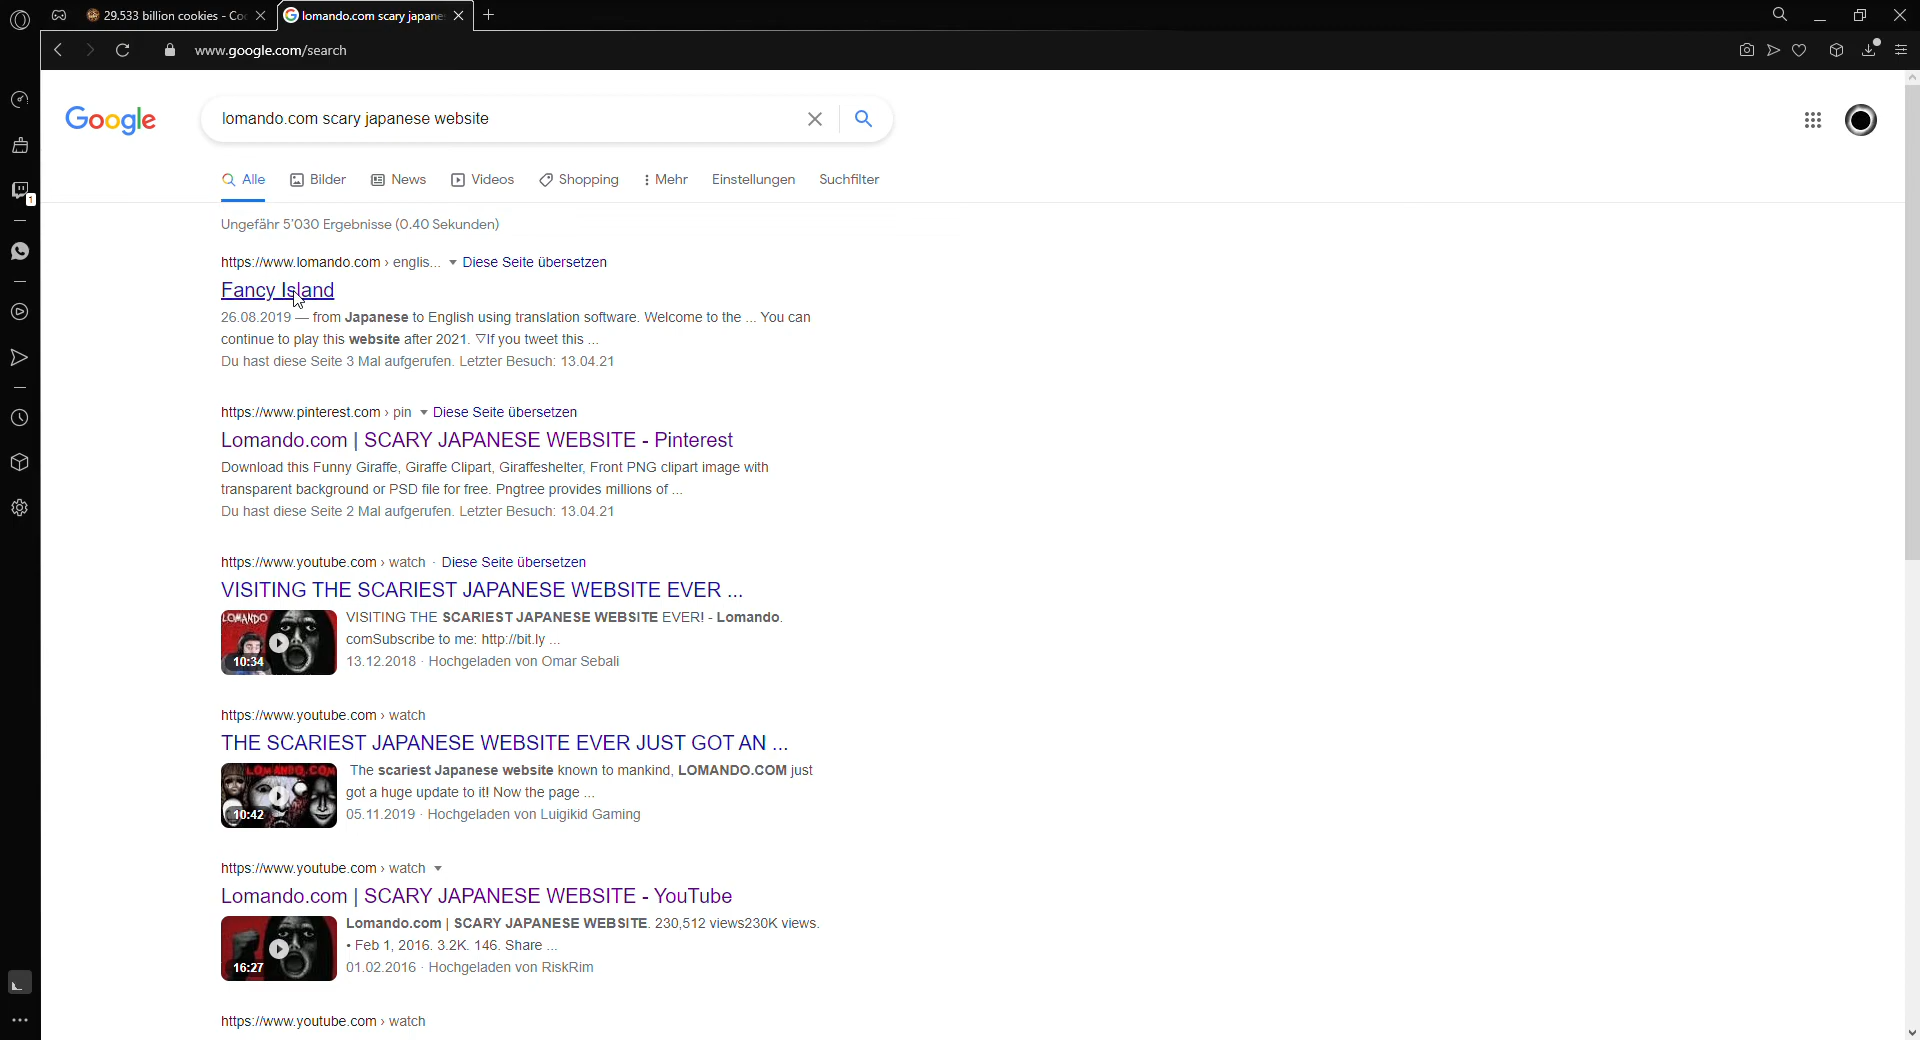 29.533 billion cookies - Co
lomando.com scary japane
www.google.com/search
1
Google
lomando.com scary japanese website
Alle Bilder News Videos Shopping Mehr Einstellungen Suchfilter
Ungefähr 5'030 Ergebnisse (0.40 Sekunden)
https://www.lomando.com › englis... Diese Seite übersetzen
Fancy Island
26.08.2019 — from Japanese to English using translation software. Welcome to the ... You can
continue to play this website after 2021. ▽If you tweet this ...
Du hast diese Seite 3 Mal aufgerufen. Letzter Besuch: 13.04.21
https://www.pinterest.com › pin Diese Seite übersetzen
Lomando.com | SCARY JAPANESE WEBSITE - Pinterest
Download this Funny Giraffe, Giraffe Clipart, Giraffeshelter, Front PNG clipart image with
transparent background or PSD file for free. Pngtree provides millions of ...
Du hast diese Seite 2 Mal aufgerufen. Letzter Besuch: 13.04.21
https://www.youtube.com › watch · Diese Seite übersetzen
VISITING THE SCARIEST JAPANESE WEBSITE EVER ...
LOMANDO
10:34
VISITING THE SCARIEST JAPANESE WEBSITE EVER! - Lomando.
comSubscribe to me: http://bit.ly ...
13.12.2018 · Hochgeladen von Omar Sebali
https://www.youtube.com › watch
THE SCARIEST JAPANESE WEBSITE EVER JUST GOT AN ...
LOMANDO.COM
10:42
The scariest Japanese website known to mankind, LOMANDO.COM just
got a huge update to it! Now the page ...
05.11.2019 · Hochgeladen von Luigikid Gaming
https://www.youtube.com › watch
Lomando.com | SCARY JAPANESE WEBSITE - YouTube
16:27
Lomando.com | SCARY JAPANESE WEBSITE. 230,512 views230K views.
• Feb 1, 2016. 3.2K. 146. Share ...
01.02.2016 · Hochgeladen von RiskRim
https://www.youtube.com › watch